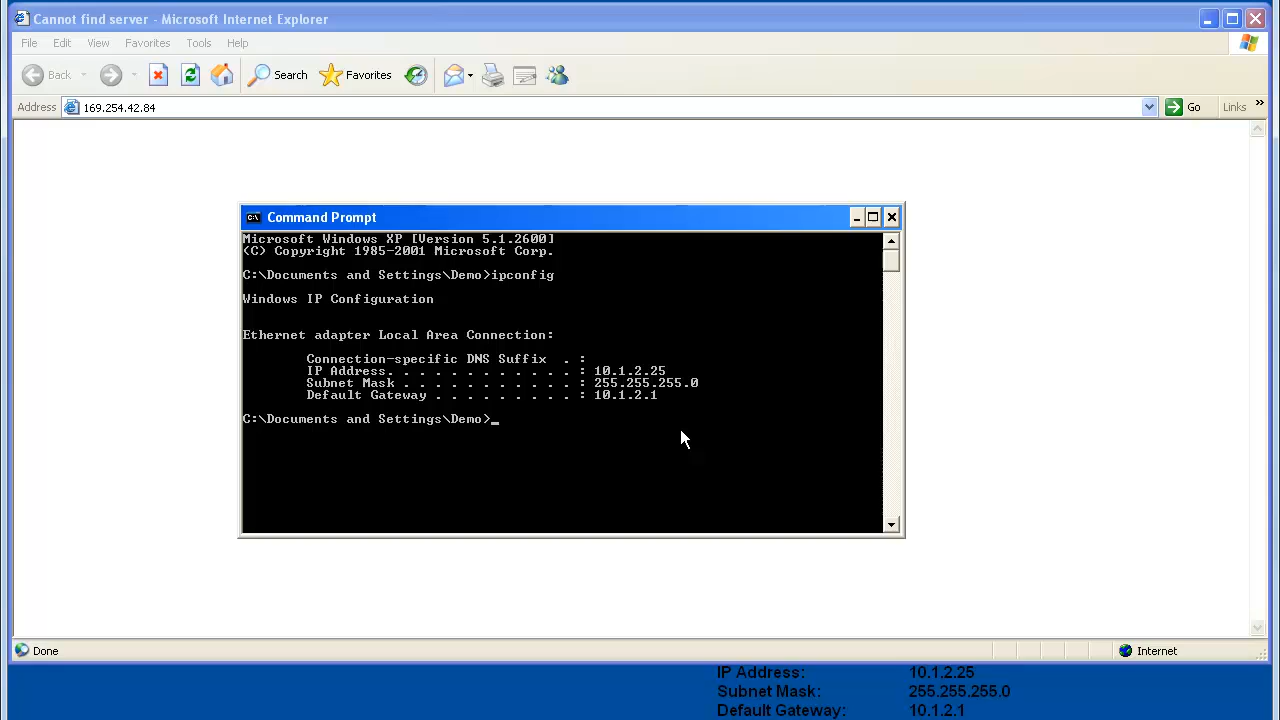 Cannot find server - Microsoft Internet Explorer
File Edit View Favorites Tools Help
Back Search Favorites
Address 169.254.42.84 Go Links »
C:\ Command Prompt
Microsoft Windows XP [Version 5.1.2600]
(C) Copyright 1985-2001 Microsoft Corp.
C:\Documents and Settings\Demo>ipconfig
Windows IP Configuration
Ethernet adapter Local Area Connection:
Connection-specific DNS Suffix . :
IP Address. . . . . . . . . . . . : 10.1.2.25
Subnet Mask . . . . . . . . . . . : 255.255.255.0
Default Gateway . . . . . . . . . : 10.1.2.1
C:\Documents and Settings\Demo>_
Done Internet
IP Address: 10.1.2.25
Subnet Mask: 255.255.255.0
Default Gateway: 10.1.2.1